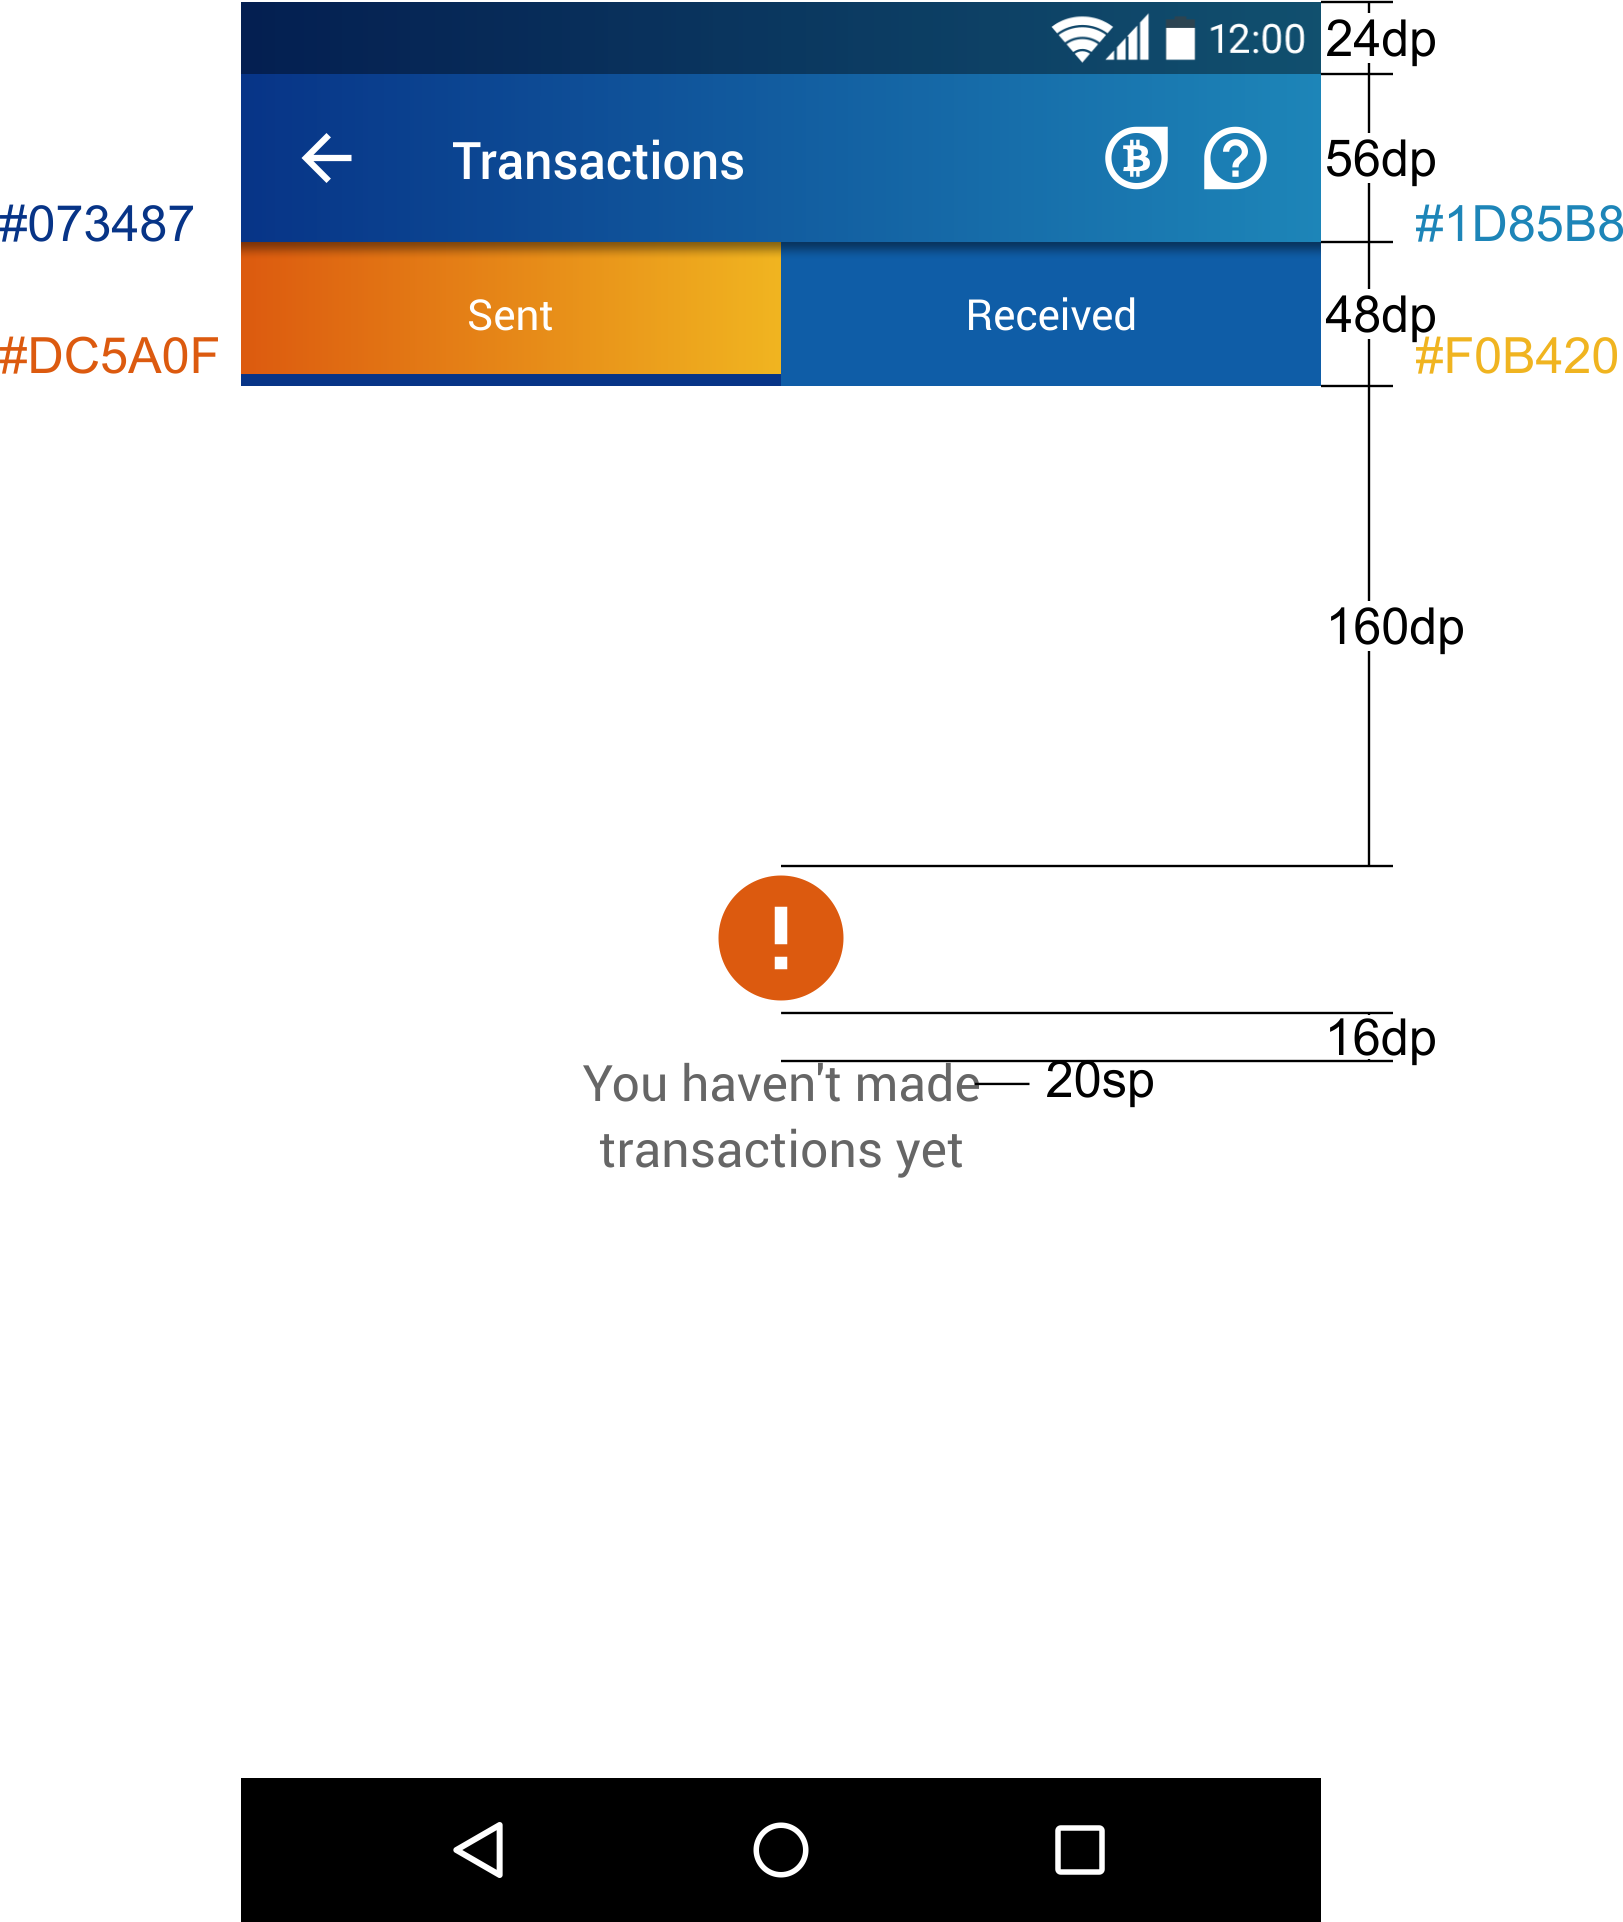 12:00
24dp
Transactions
56dp
#073487
#1D85B8
Sent
Received
48dp
#DC5A0F
#F0B420
160dp
!
16dp
You haven't made
20sp
transactions yet